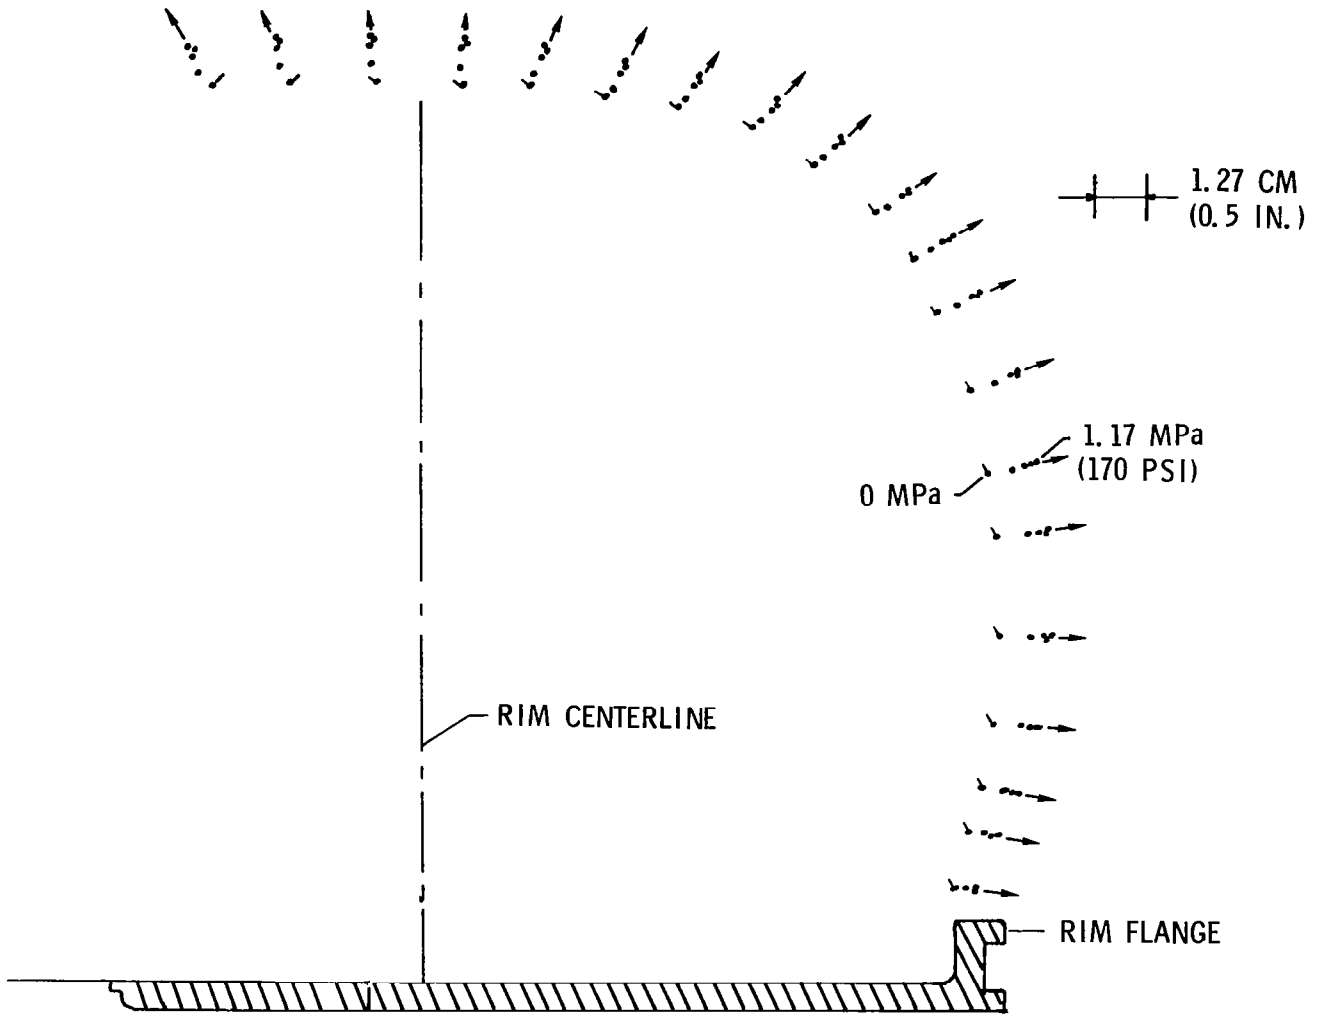 1.27 CM
(0.5 IN.)
1.17 MPa
(170 PSI)
0 MPa
RIM CENTERLINE
RIM FLANGE